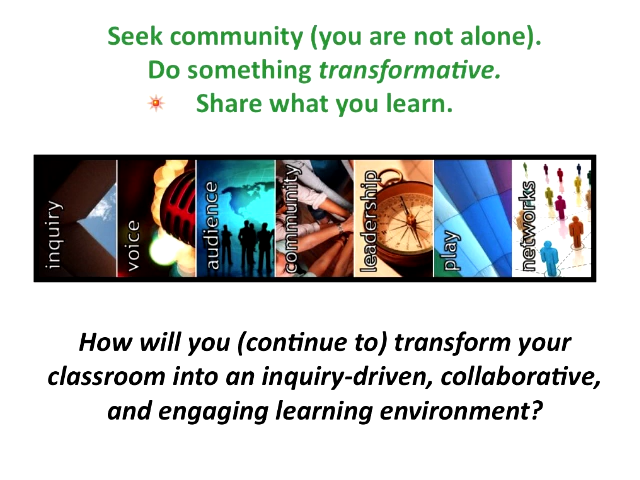 Seek community (you are not alone).
Do something transformative.
Share what you learn.
inquiry
voice
audience
community
leadership
play
networks
How will you (continue to) transform your
classroom into an inquiry-driven, collaborative,
and engaging learning environment?